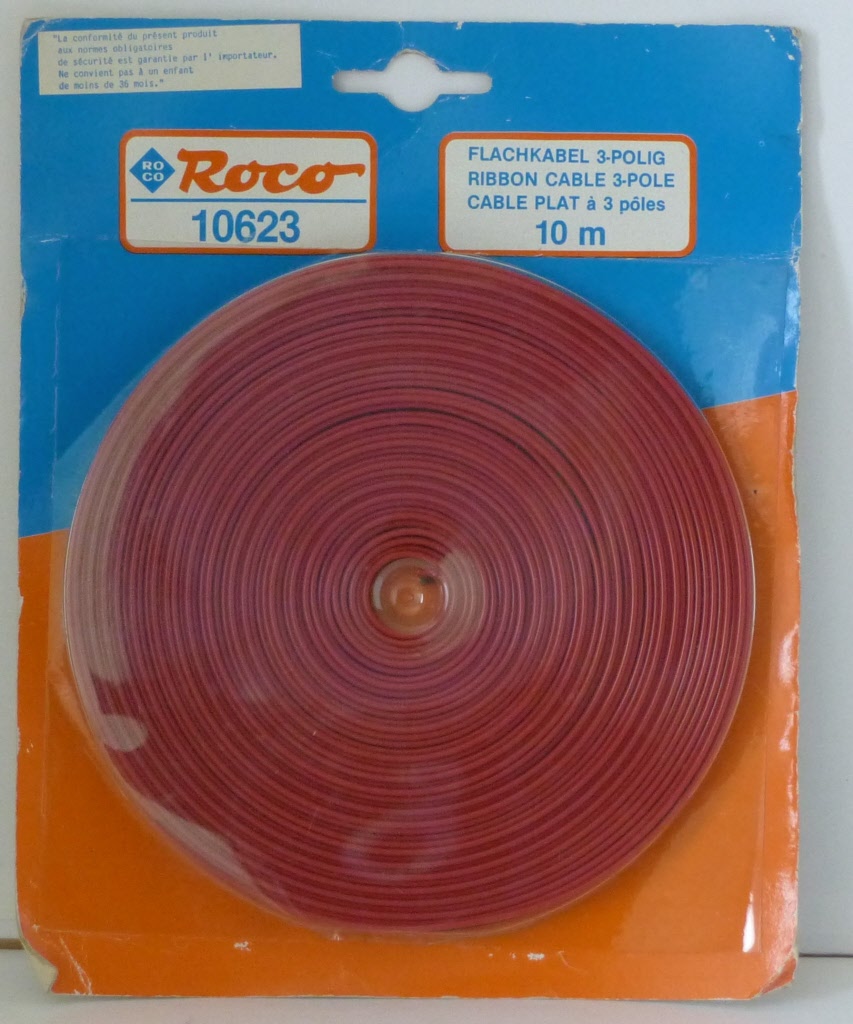 "La conformité du présent produit
aux normes obligatoires
de sécurité est garantie par l' importateur.
Ne convient pas à un enfant
de moins de 36 mois."
RO
CO
Roco
10623
FLACHKABEL 3-POLIG
RIBBON CABLE 3-POLE
CABLE PLAT à 3 pôles
10 m